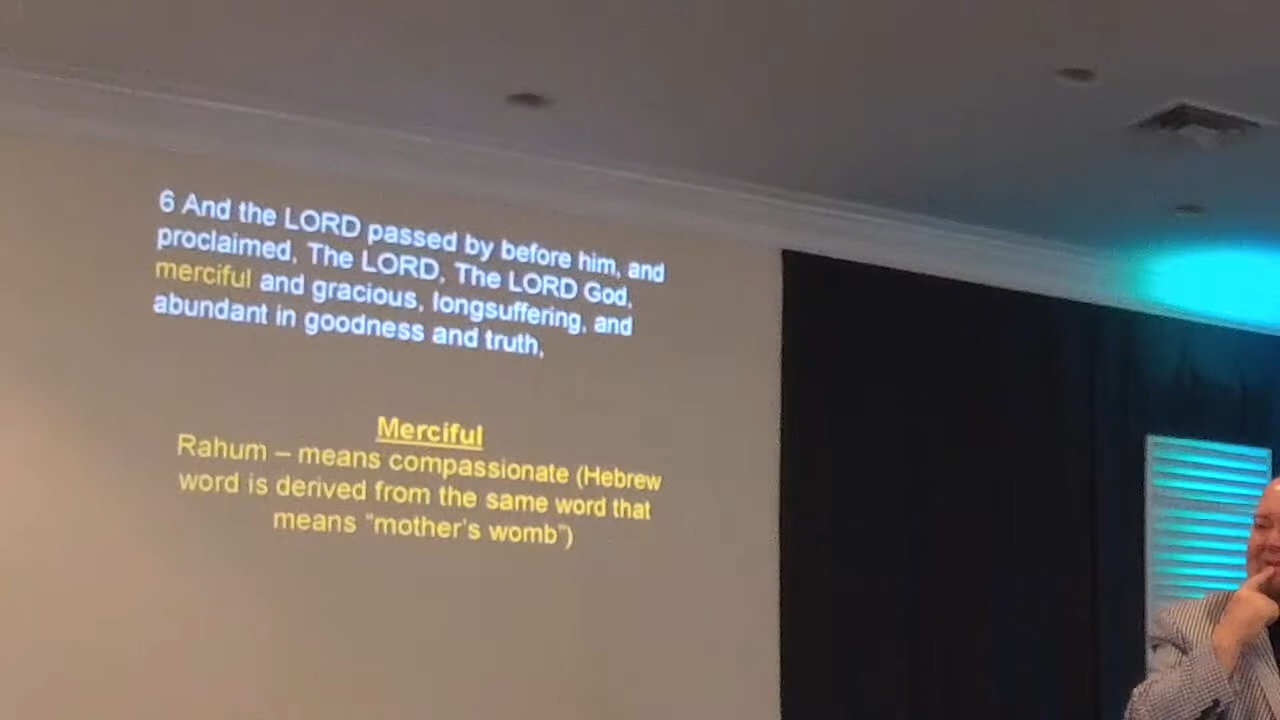 6 And the LORD passed by before him, and
proclaimed, The LORD, The LORD God,
merciful and gracious, longsuffering, and
abundant in goodness and truth,
Merciful
Rahum – means compassionate (Hebrew
word is derived from the same word that
means “mother’s womb”)